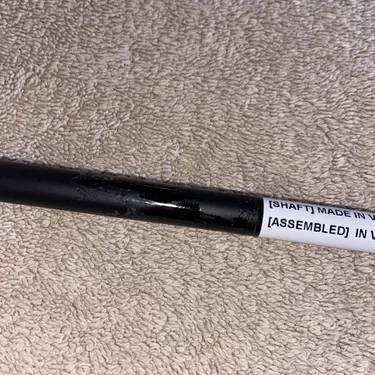 [SHAFT] MADE IN V
[ASSEMBLED] IN V